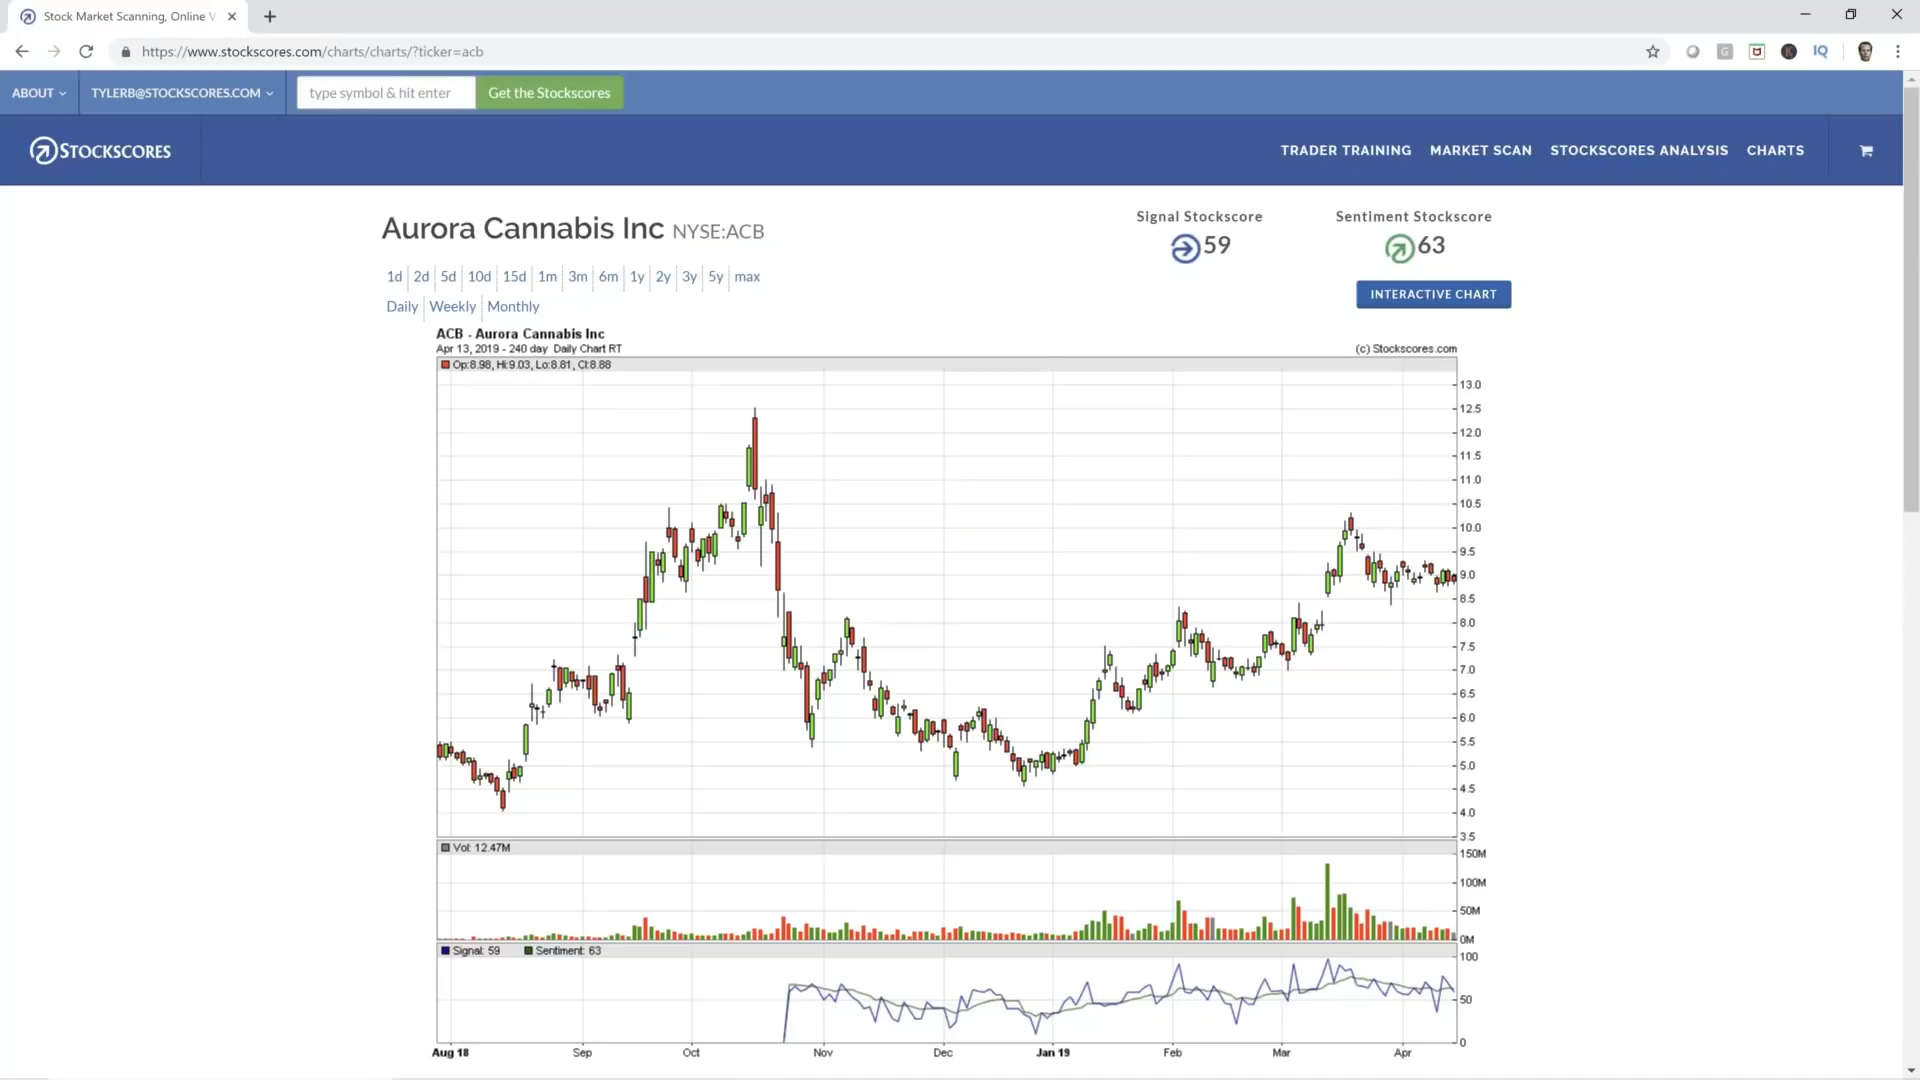 Stock Market Scanning, Online V
https://www.stockscores.com/charts/charts/?ticker=acb
IQ
ABOUT
TYLERB@STOCKSCORES.COM
type symbol & hit enter
Get the Stockscores
STOCKSCORES
TRADER TRAINING
MARKET SCAN
STOCKSCORES ANALYSIS
CHARTS
Aurora Cannabis Inc NYSE:ACB
Signal Stockscore
59
Sentiment Stockscore
63
1d 2d 5d 10d 15d 1m 3m 6m 1y 2y 3y 5y max
INTERACTIVE CHART
Daily Weekly Monthly
ACB - Aurora Cannabis Inc
Apr 13, 2019 - 240 day Daily Chart RT
(c) Stockscores.com
Op:8.98, Hi:9.03, Lo:8.81, Cl:8.88
13.0
12.5
12.0
11.5
11.0
10.5
10.0
9.5
9.0
8.5
8.0
7.5
7.0
6.5
6.0
5.5
5.0
4.5
4.0
3.5
Vol: 12.47M
150M
100M
50M
0M
Signal: 59 Sentiment: 63
100
50
0
Aug 18 Sep Oct Nov Dec Jan 19 Feb Mar Apr